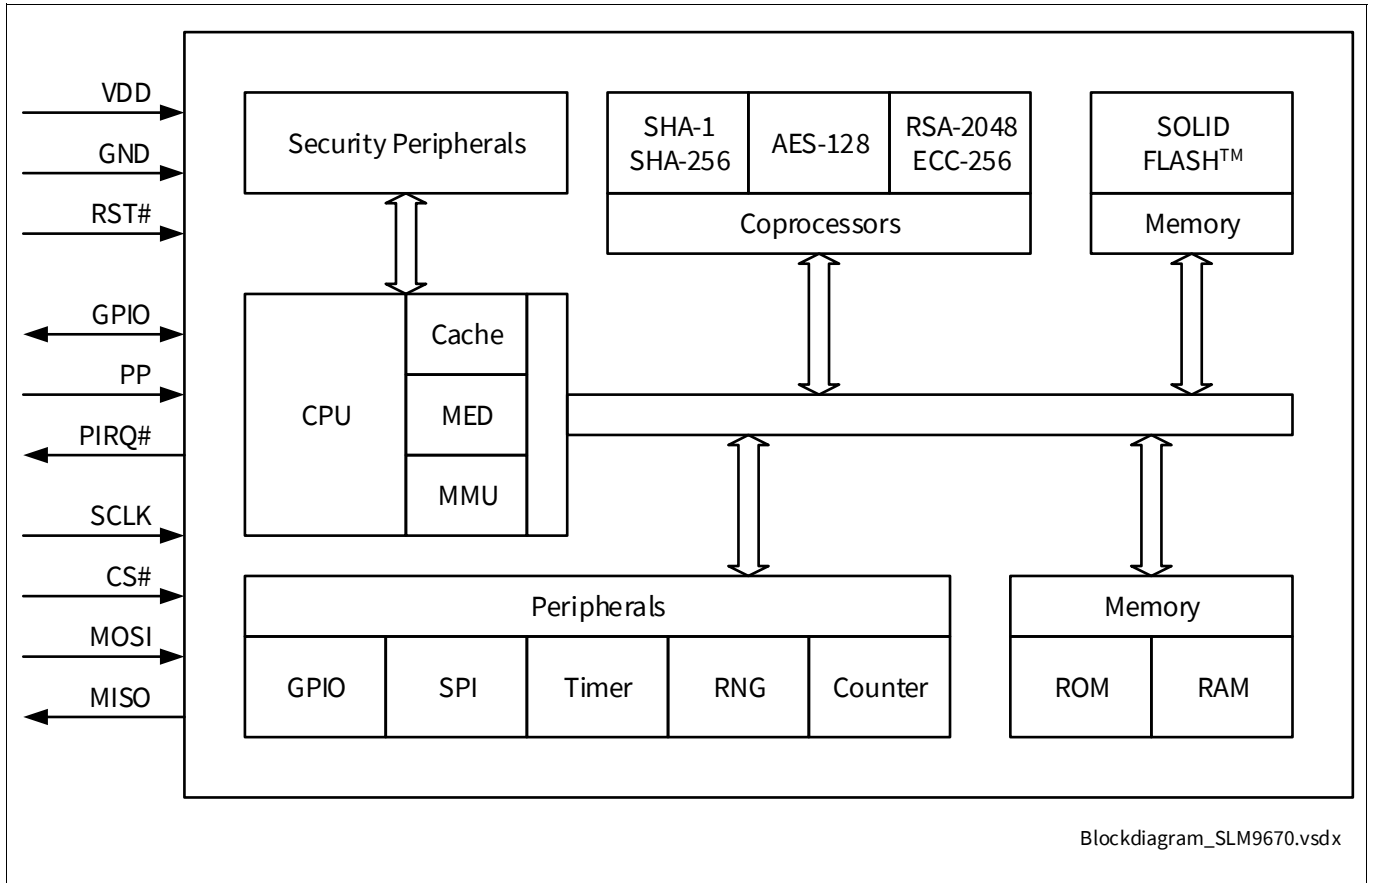 VDD
GND
RST#
GPIO
PP
PIRQ#
SCLK
CS#
MOSI
MISO
Security Peripherals
SHA-1
SHA-256
AES-128
RSA-2048
ECC-256
Coprocessors
SOLID
FLASH™
Memory
CPU
Cache
MED
MMU
Peripherals
GPIO
SPI
Timer
RNG
Counter
Memory
ROM
RAM
Blockdiagram_SLM9670.vsdx